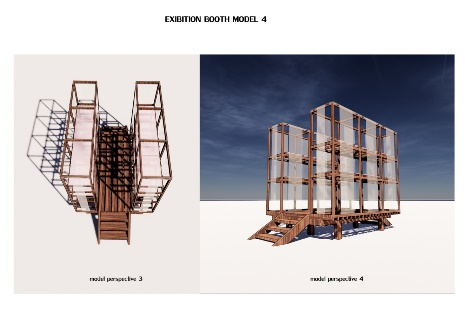 EXIBITION BOOTH MODEL 4
model perspective 3
model perspective 4